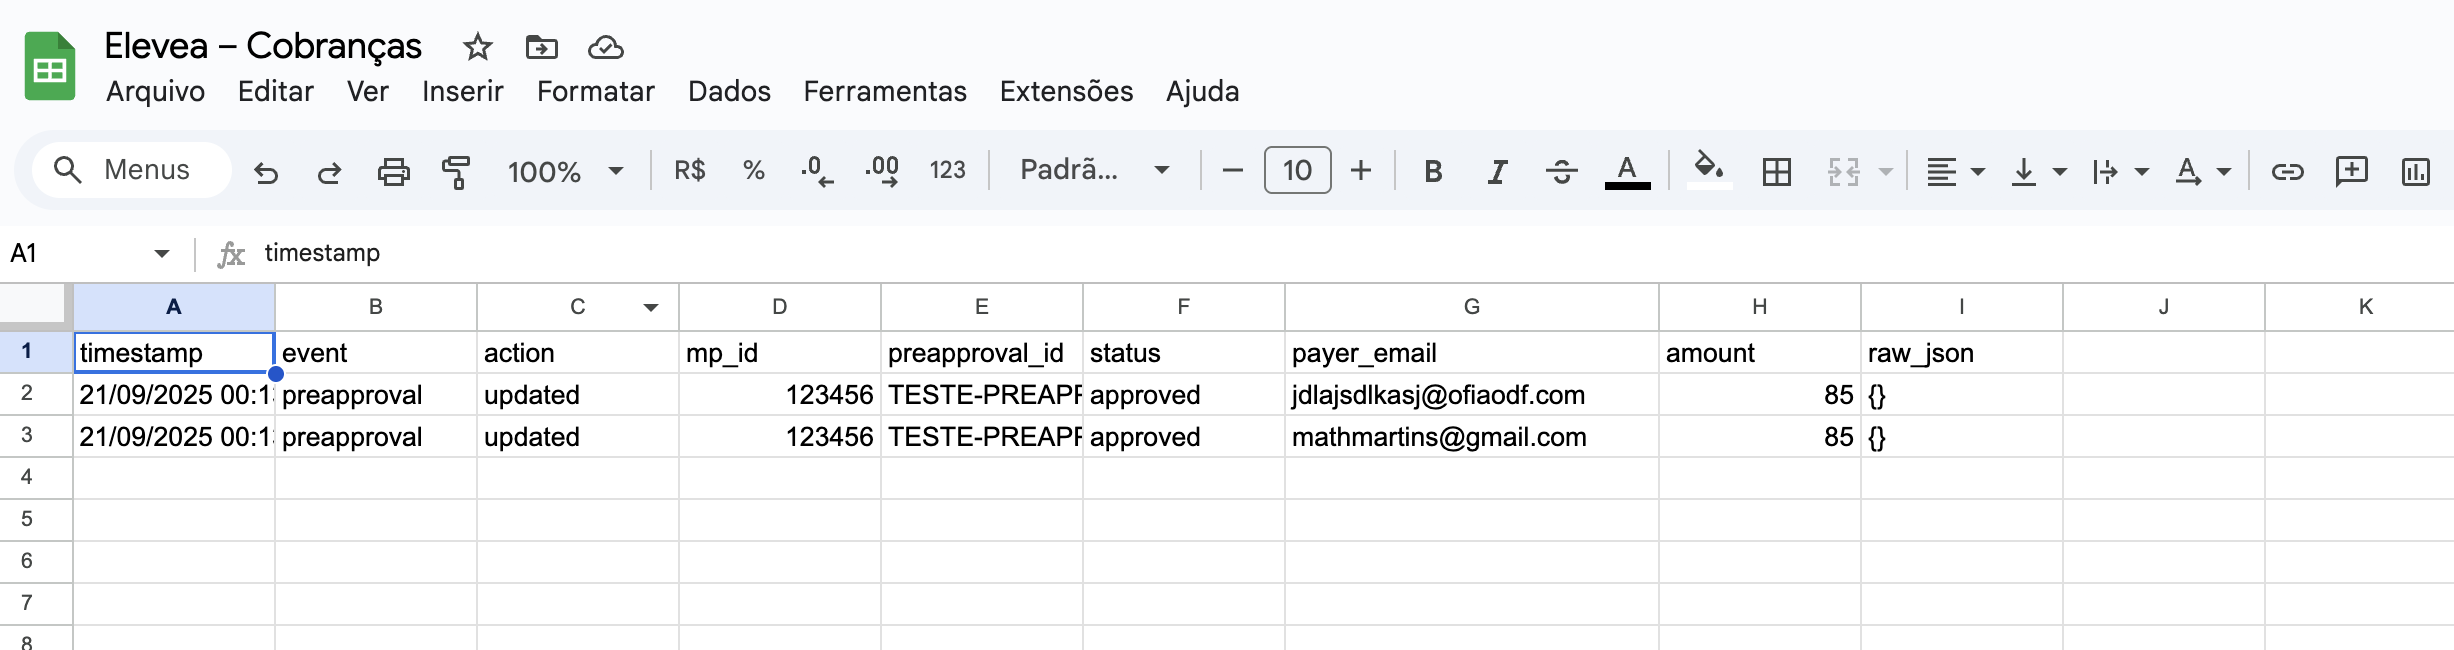 Elevea – Cobranças
Arquivo Editar Ver Inserir Formatar Dados Ferramentas Extensões Ajuda
Menus 100% R$ % .0 .00 123 Padrã... 10 B I S A A
A1 fx timestamp
A B C D E F G H I J K
1 timestamp event action mp_id preapproval_id status payer_email amount raw_json
2 21/09/2025 00:1 preapproval updated 123456 TESTE-PREAP approved jdlajsdlkasj@ofiaodf.com 85 {}
3 21/09/2025 00:1 preapproval updated 123456 TESTE-PREAP approved mathmartins@gmail.com 85 {}
4
5
6
7
8